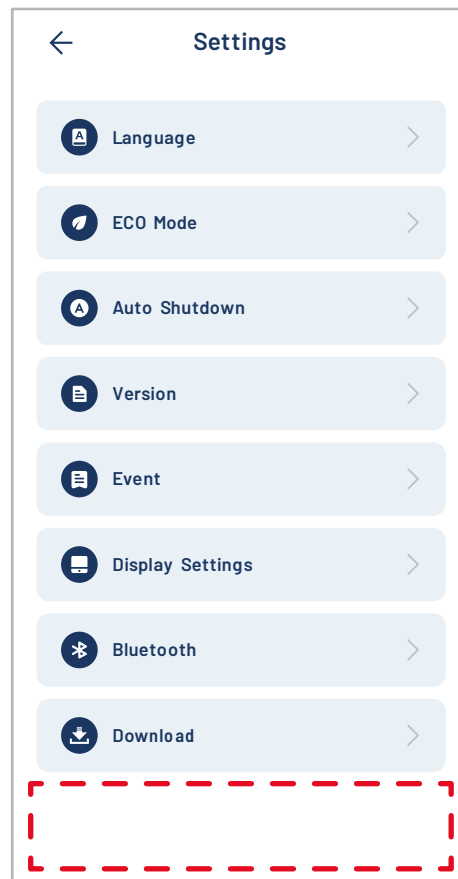 Settings
Language
ECO Mode
Auto Shutdown
Version
Event
Display Settings
Bluetooth
Download